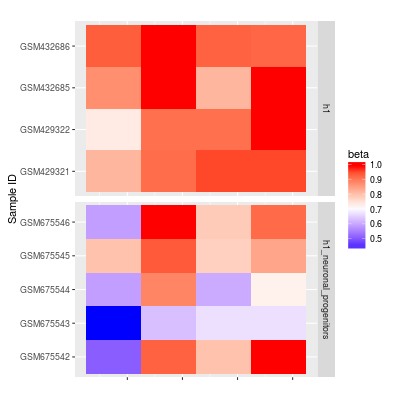 GSM432686
GSM432685
GSM429322
GSM429321
h1
GSM675546
GSM675545
GSM675544
GSM675543
GSM675542
h1_neuronal_progenitors
Sample ID
beta
1.0
0.9
0.8
0.7
0.6
0.5